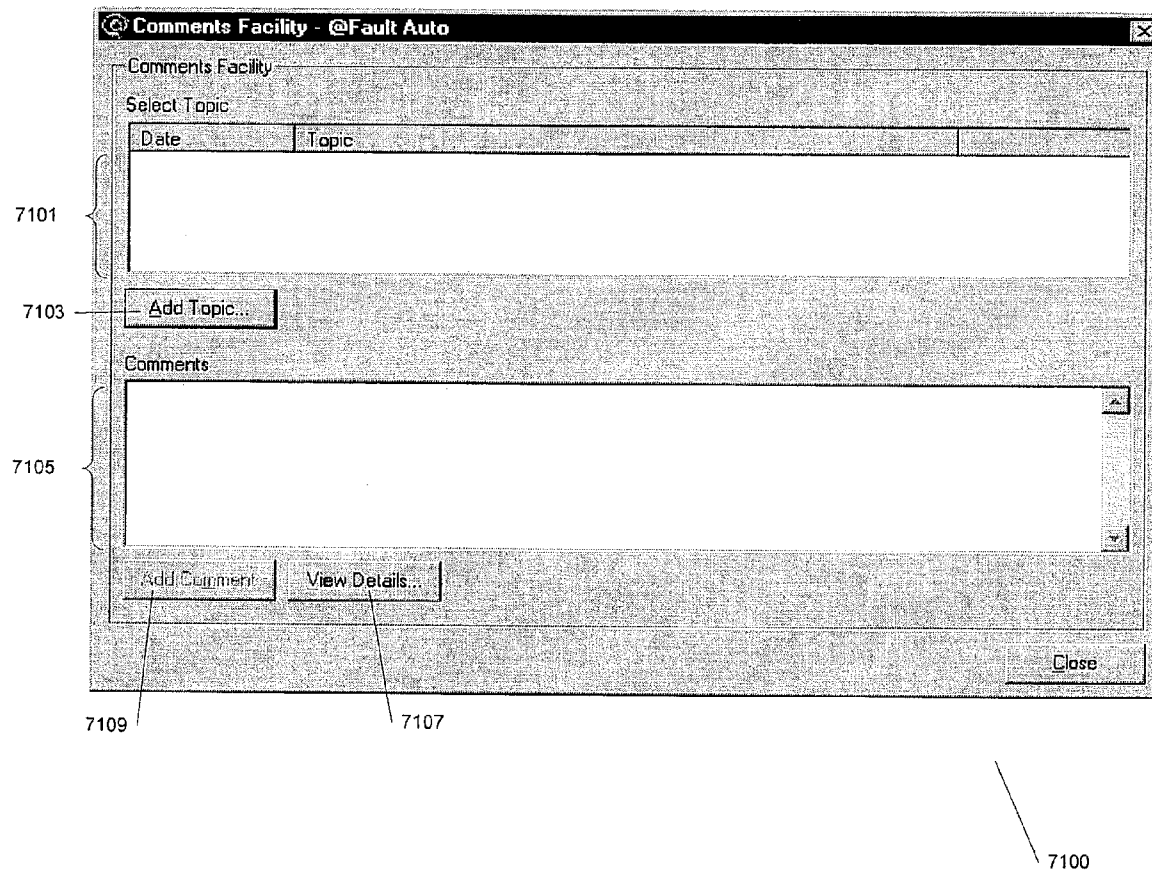 Comments Facility - @Fault Auto
Comments Facility
Select Topic
Date Topic
7101
7103 Add Topic...
Comments
7105
Add Comment View Details...
Close
7109 7107
7100